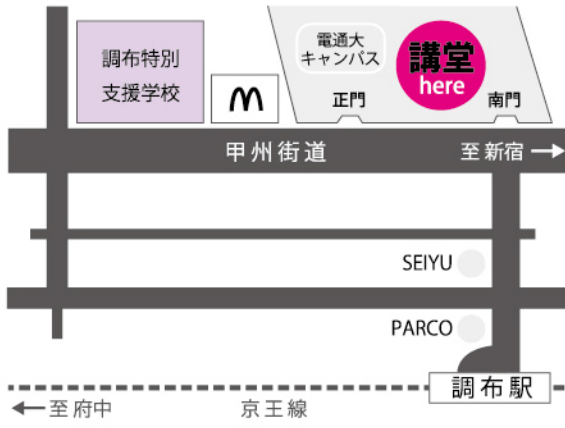 調布特別
支援学校
電通大
キャンパス
講堂
here
正門
南門
甲州街道
至新宿→
SEIYU
PARCO
調布駅
←至府中
京王線